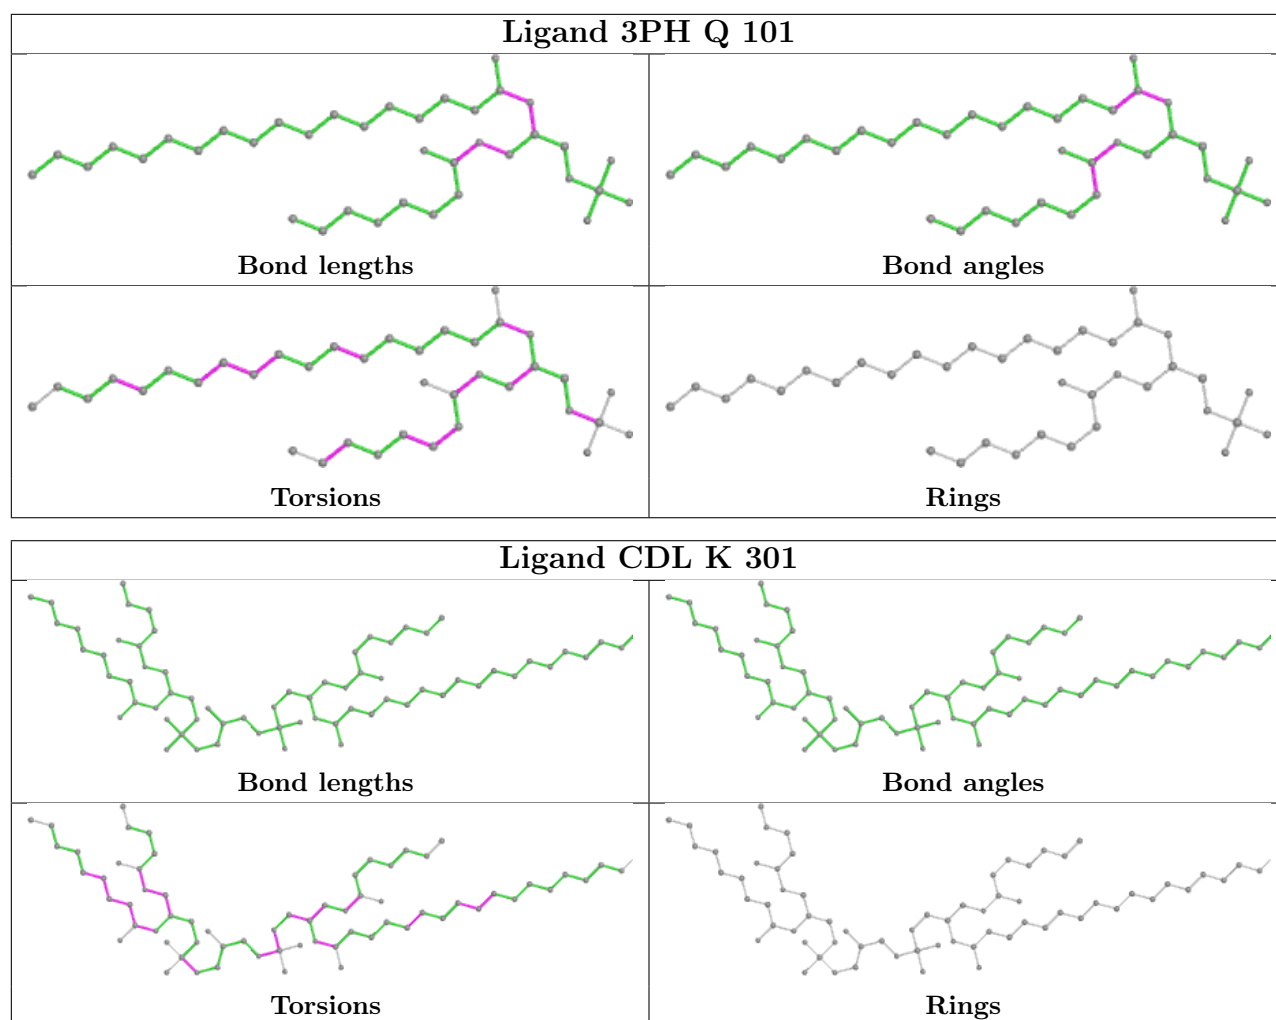 Ligand 3PH Q 101
Bond lengths
Bond angles
Torsions
Rings
Ligand CDL K 301
Bond lengths
Bond angles
Torsions
Rings